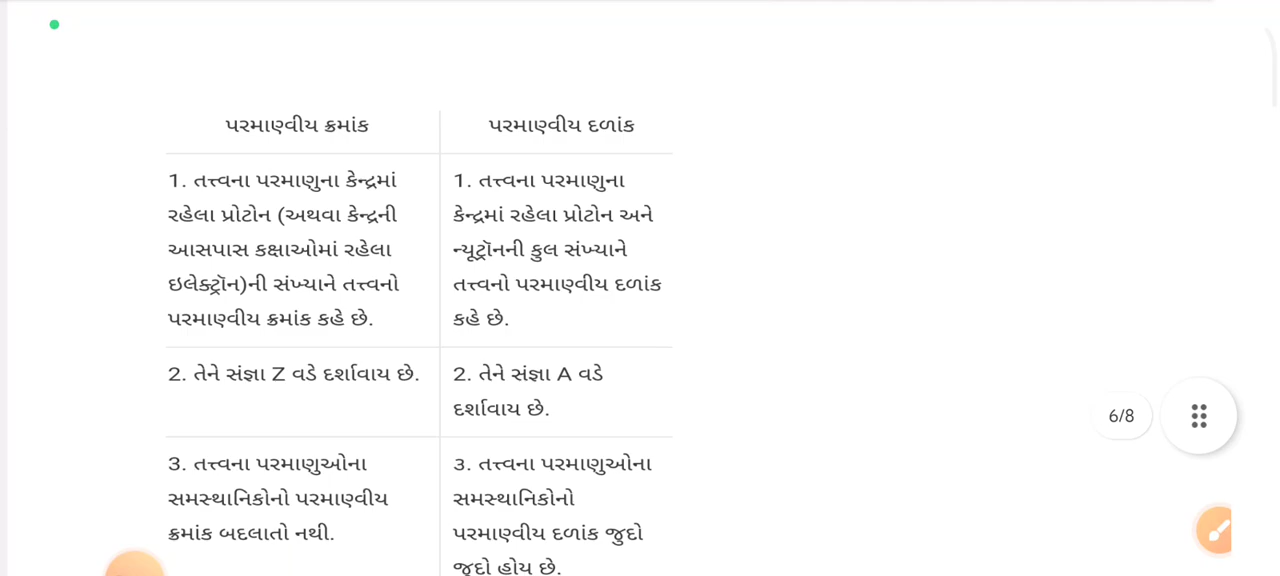 પરમાણ્વીય ક્રમાંક
પરમાણ્વીય દળાંક
1. તત્ત્વના પરમાણુના કેન્દ્રમાં
રહેલા પ્રોટોન (અથવા કેન્દ્રની
આસપાસ કક્ષાઓમાં રહેલા
ઇલેક્ટ્રૉન)ની સંખ્યાને તત્ત્વનો
પરમાણ્વીય ક્રમાંક કહે છે.
1. તત્ત્વના પરમાણુના
કેન્દ્રમાં રહેલા પ્રોટોન અને
ન્યૂટ્રૉનની કુલ સંખ્યાને
તત્ત્વનો પરમાણ્વીય દળાંક
કહે છે.
2. તેને સંજ્ઞા Z વડે દર્શાવાય છે.
2. તેને સંજ્ઞા A વડે
દર્શાવાય છે.
3. તત્ત્વના પરમાણુઓના
સમસ્થાનિકોનો પરમાણ્વીય
ક્રમાંક બદલાતો નથી.
૩. તત્ત્વના પરમાણુઓના
સમસ્થાનિકોનો
પરમાણ્વીય દળાંક જુદો
જુદો હોય છે.
6/8